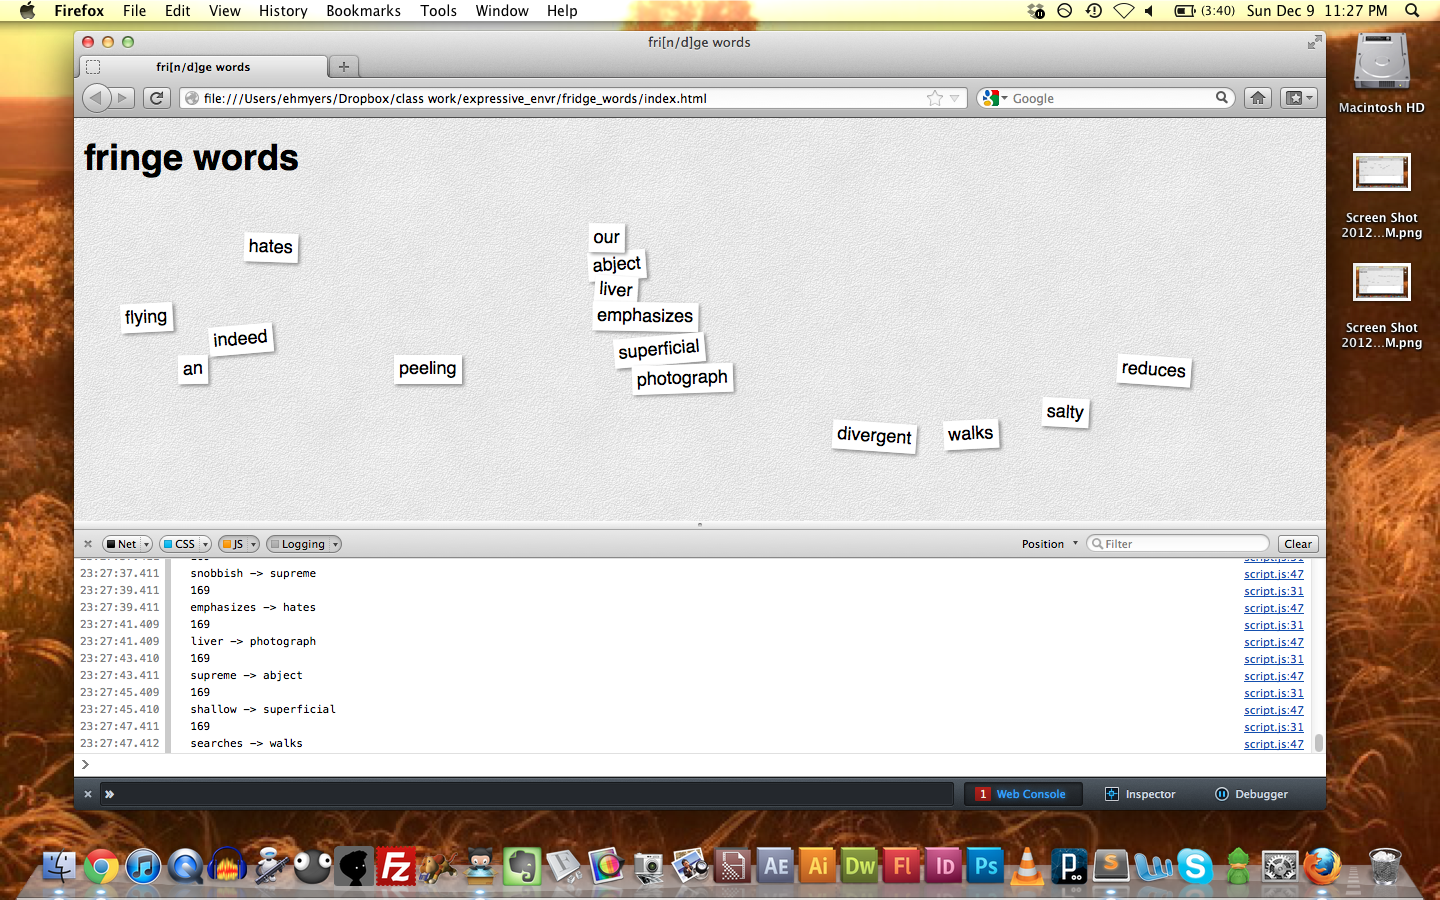 Firefox File Edit View History Bookmarks Tools Window Help (3:40) Sun Dec 9 11:27 PM
fri[n/d]ge words
fri[n/d]ge words
file:///Users/ehmyers/Dropbox/class work/expressive_envr/fridge_words/index.html Google
Macintosh HD
Screen Shot
2012...M.png
Screen Shot
2012...M.png
fringe words
hates
our
abject
liver
flying
emphasizes
indeed
superficial
an
peeling
photograph
reduces
salty
divergent
walks
Net CSS JS Logging Position Filter Clear
23:27:37.411 snobbish -> supreme script.js:47
23:27:39.411 169 script.js:31
23:27:39.411 emphasizes -> hates script.js:47
23:27:41.409 169 script.js:31
23:27:41.409 liver -> photograph script.js:47
23:27:43.410 169 script.js:31
23:27:43.411 supreme -> abject script.js:47
23:27:45.409 169 script.js:31
23:27:45.410 shallow -> superficial script.js:47
23:27:47.411 169 script.js:31
23:27:47.412 searches -> walks script.js:47
1 Web Console Inspector Debugger
Fz AE Ai Dw Fl ID Ps P S W S